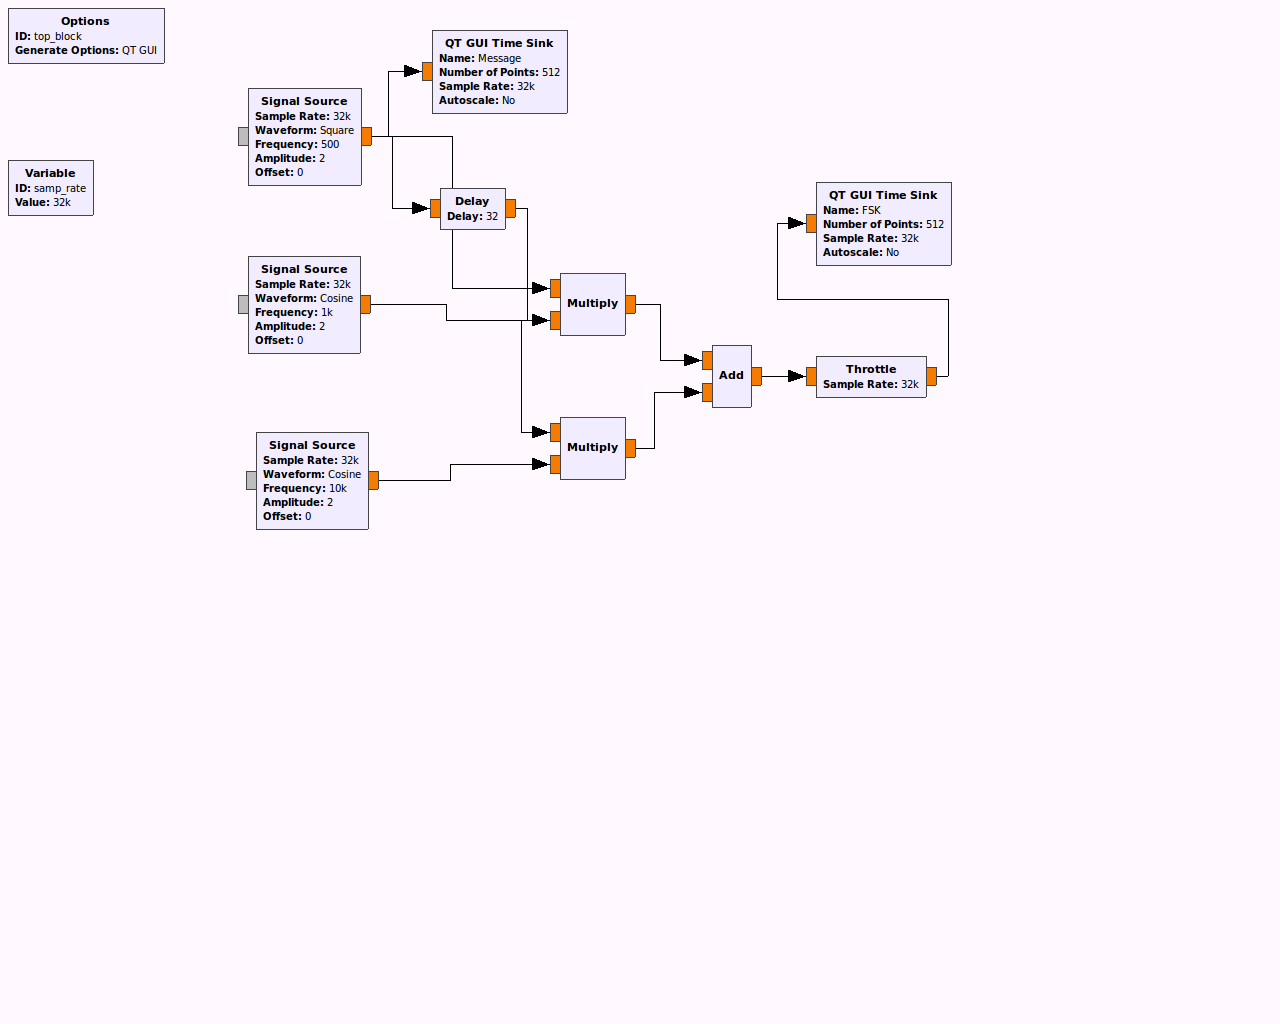 Options
ID: top_block
Generate Options: QT GUI
Variable
ID: samp_rate
Value: 32k
Signal Source
Sample Rate: 32k
Waveform: Square
Frequency: 500
Amplitude: 2
Offset: 0
QT GUI Time Sink
Name: Message
Number of Points: 512
Sample Rate: 32k
Autoscale: No
Delay
Delay: 32
Signal Source
Sample Rate: 32k
Waveform: Cosine
Frequency: 1k
Amplitude: 2
Offset: 0
Multiply
Signal Source
Sample Rate: 32k
Waveform: Cosine
Frequency: 10k
Amplitude: 2
Offset: 0
Multiply
Add
Throttle
Sample Rate: 32k
QT GUI Time Sink
Name: FSK
Number of Points: 512
Sample Rate: 32k
Autoscale: No